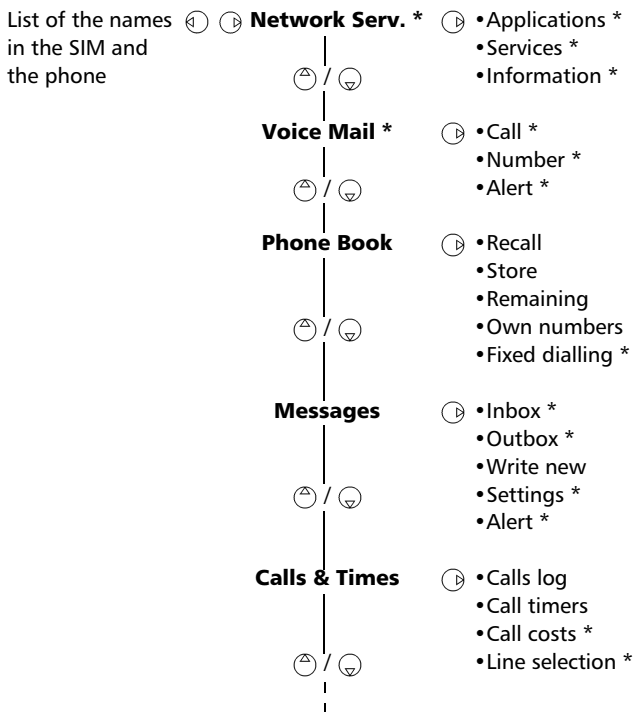 List of the names
in the SIM and
the phone
Network Serv. *
•Applications *
•Services *
•Information *
/
Voice Mail *
•Call *
•Number *
•Alert *
/
Phone Book
•Recall
•Store
•Remaining
•Own numbers
•Fixed dialling *
/
Messages
•Inbox *
•Outbox *
•Write new
•Settings *
•Alert *
/
Calls & Times
•Calls log
•Call timers
•Call costs *
•Line selection *
/